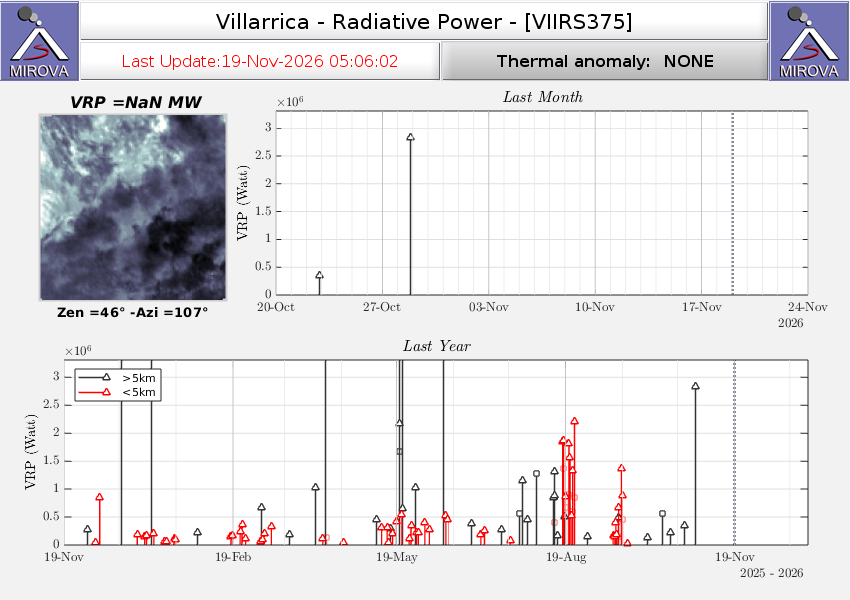 Villarrica - Radiative Power - [VIIRS375]
MIROVA
Last Update:19-Nov-2026 05:06:02
Thermal anomaly: NONE
MIROVA
VRP =NaN MW
Zen =46° -Azi =107°
Last Month
×10⁶
VRP (Watt)
3
2.5
2
1.5
1
0.5
0
20-Oct 27-Oct 03-Nov 10-Nov 17-Nov 24-Nov
2026
Last Year
×10⁶
VRP (Watt)
3
2.5
2
1.5
1
0.5
0
>5km
<5km
19-Nov 19-Feb 19-May 19-Aug 19-Nov
2025 - 2026